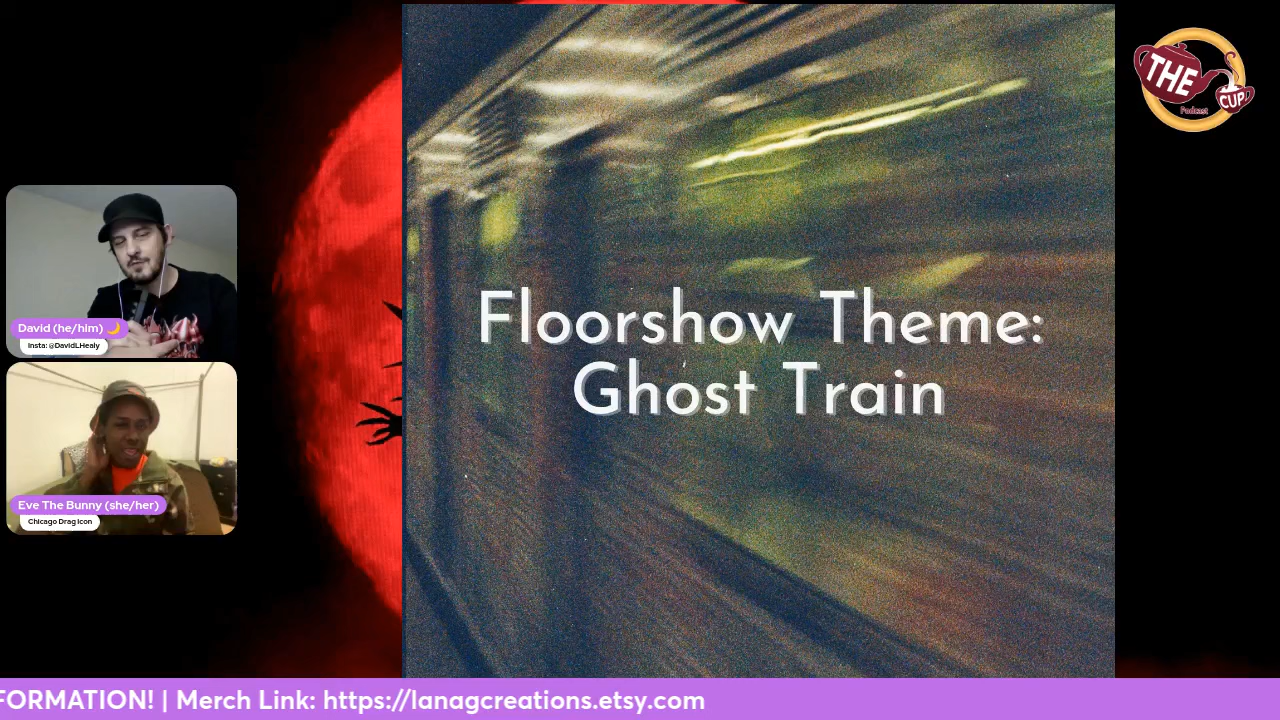 THE
CUP
Podcast
David (he/him) 🌙
Insta: @DavidLHealy
Floorshow Theme:
Ghost Train
Eve The Bunny (she/her)
Chicago Drag Icon
FORMATION! | Merch Link: https://lanagcreations.etsy.com